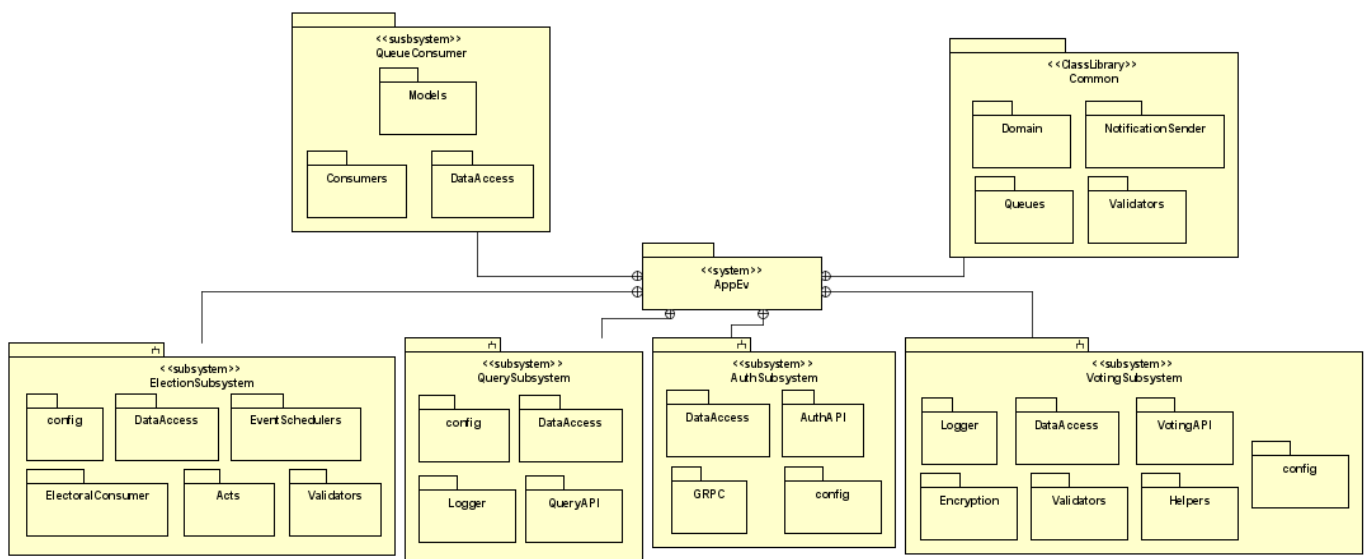 <<susbsystem>>
QueueConsumer
Models
Consumers
DataAccess
<<ClassLibrary>>
Common
Domain
NotificationSender
Queues
Validators
<<system>>
AppEv
<<subsystem>>
ElectionSubsystem
config
DataAccess
EventSchedulers
ElectoralConsumer
Acts
Validators
<<subsystem>>
QuerySubsystem
config
DataAccess
Logger
QueryAPI
<<subsystem>>
AuthSubsystem
DataAccess
AuthAPI
GRPC
config
<<subsystem>>
VotingSubsystem
Logger
DataAccess
VotingAPI
config
Encryption
Validators
Helpers